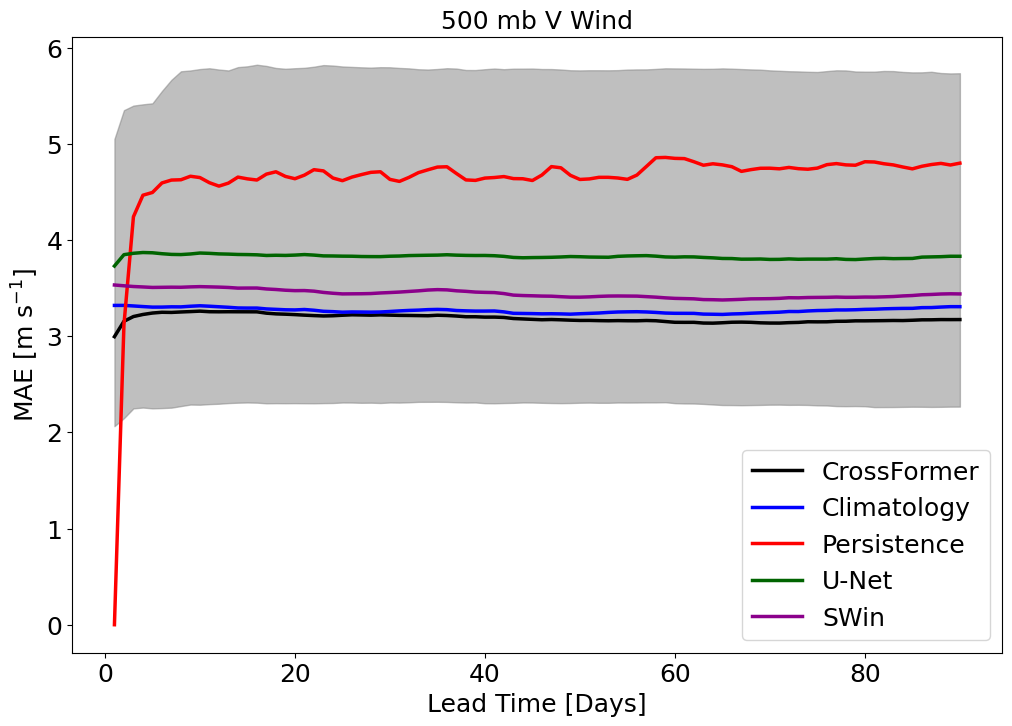 500 mb V Wind
6
5
4
3
2
1
0
MAE [m s⁻¹]
0 20 40 60 80
Lead Time [Days]
CrossFormer
Climatology
Persistence
U-Net
SWin